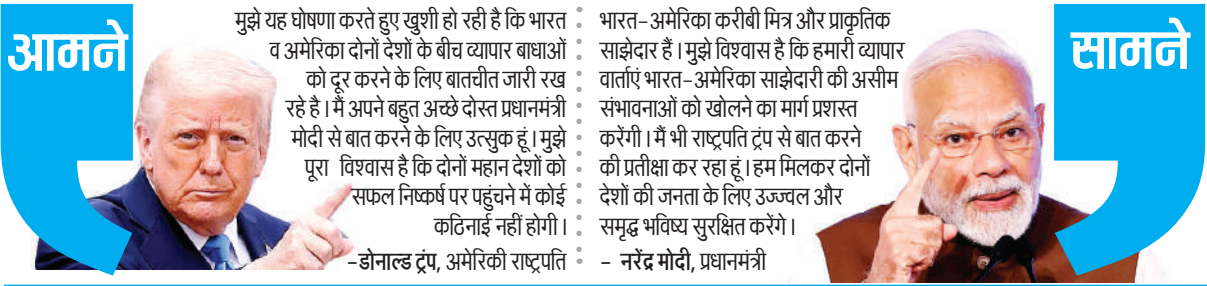 आमने
मुझे यह घोषणा करते हुए खुशी हो रही है कि भारत
व अमेरिका दोनों देशों के बीच व्यापार बाधाओं
को दूर करने के लिए बातचीत जारी रख
रहे है। मैं अपने बहुत अच्छे दोस्त प्रधानमंत्री
मोदी से बात करने के लिए उत्सुक हूं। मुझे
पूरा विश्वास है कि दोनों महान देशों को
सफल निष्कर्ष पर पहुंचने में कोई
कठिनाई नहीं होगी।
-डोनाल्ड ट्रंप, अमेरिकी राष्ट्रपति
भारत-अमेरिका करीबी मित्र और प्राकृतिक
साझेदार हैं। मुझे विश्वास है कि हमारी व्यापार
वार्ताएं भारत-अमेरिका साझेदारी की असीम
संभावनाओं को खोलने का मार्ग प्रशस्त
करेंगी। मैं भी राष्ट्रपति ट्रंप से बात करने
की प्रतीक्षा कर रहा हूं। हम मिलकर दोनों
देशों की जनता के लिए उज्ज्वल और
समृद्ध भविष्य सुरक्षित करेंगे।
- नरेंद्र मोदी, प्रधानमंत्री
सामने